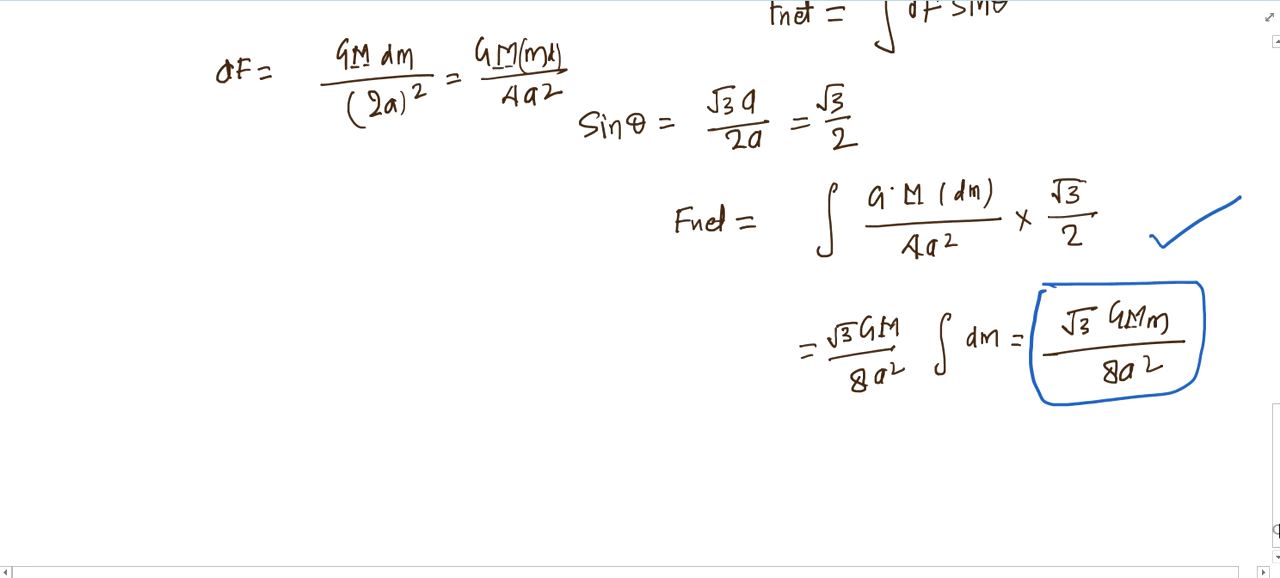 Fnet = ∫ dF sinθ
dF = GM dm / (2a)² = GM(md) / 4a²
Sinθ = √3 a / 2a = √3 / 2
Fnet = ∫ G·M (dm) / 4a² × √3 / 2
= √3 GM / 8a² ∫ dm = √3 GMm / 8a²